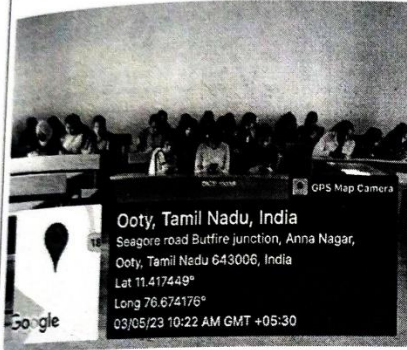 GPS Map Camera
Ooty, Tamil Nadu, India
Seagore road Butfire junction, Anna Nagar,
Ooty, Tamil Nadu 643006, India
Lat 11.417449°
Long 76.674176°
03/05/23 10:22 AM GMT +05:30
Google
18